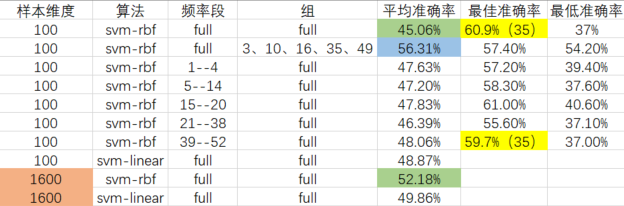 样本维度 算法 频率段 组 平均准确率 最佳准确率 最低准确率
100 svm-rbf full full 45.06% 60.9%（35） 37%
100 svm-rbf full 3、10、16、35、49 56.31% 57.40% 54.20%
100 svm-rbf 1--4 full 47.63% 57.20% 39.40%
100 svm-rbf 5--14 full 47.20% 58.30% 37.60%
100 svm-rbf 15--20 full 47.83% 61.00% 40.60%
100 svm-rbf 21--38 full 46.39% 55.60% 37.10%
100 svm-rbf 39--52 full 48.06% 59.7%（35） 37.00%
100 svm-linear full full 48.87%
1600 svm-rbf full full 52.18%
1600 svm-linear full full 49.86%